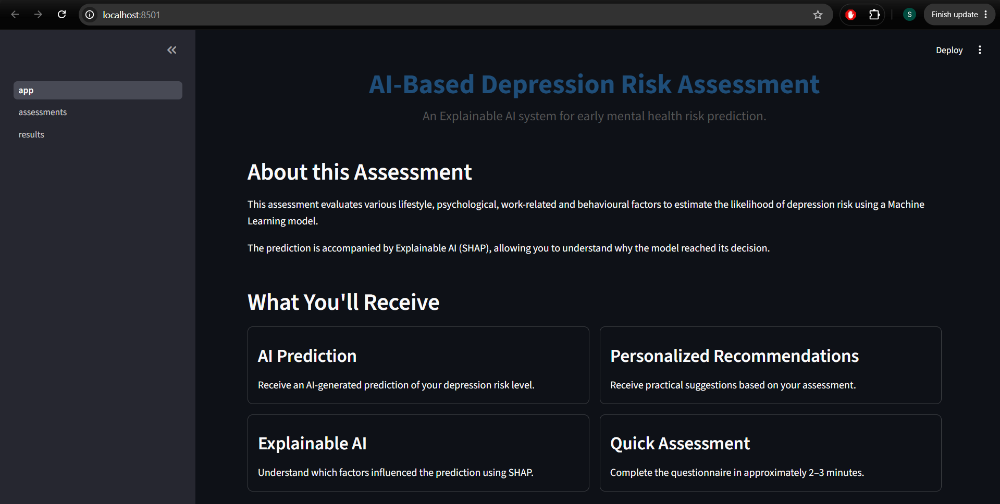 localhost:8501
S
Finish update
Deploy
app
assessments
results
AI-Based Depression Risk Assessment
An Explainable AI system for early mental health risk prediction.
About this Assessment
This assessment evaluates various lifestyle, psychological, work-related and behavioural factors to estimate the likelihood of depression risk using a Machine
Learning model.
The prediction is accompanied by Explainable AI (SHAP), allowing you to understand why the model reached its decision.
What You'll Receive
AI Prediction
Receive an AI-generated prediction of your depression risk level.
Personalized Recommendations
Receive practical suggestions based on your assessment.
Explainable AI
Understand which factors influenced the prediction using SHAP.
Quick Assessment
Complete the questionnaire in approximately 2–3 minutes.